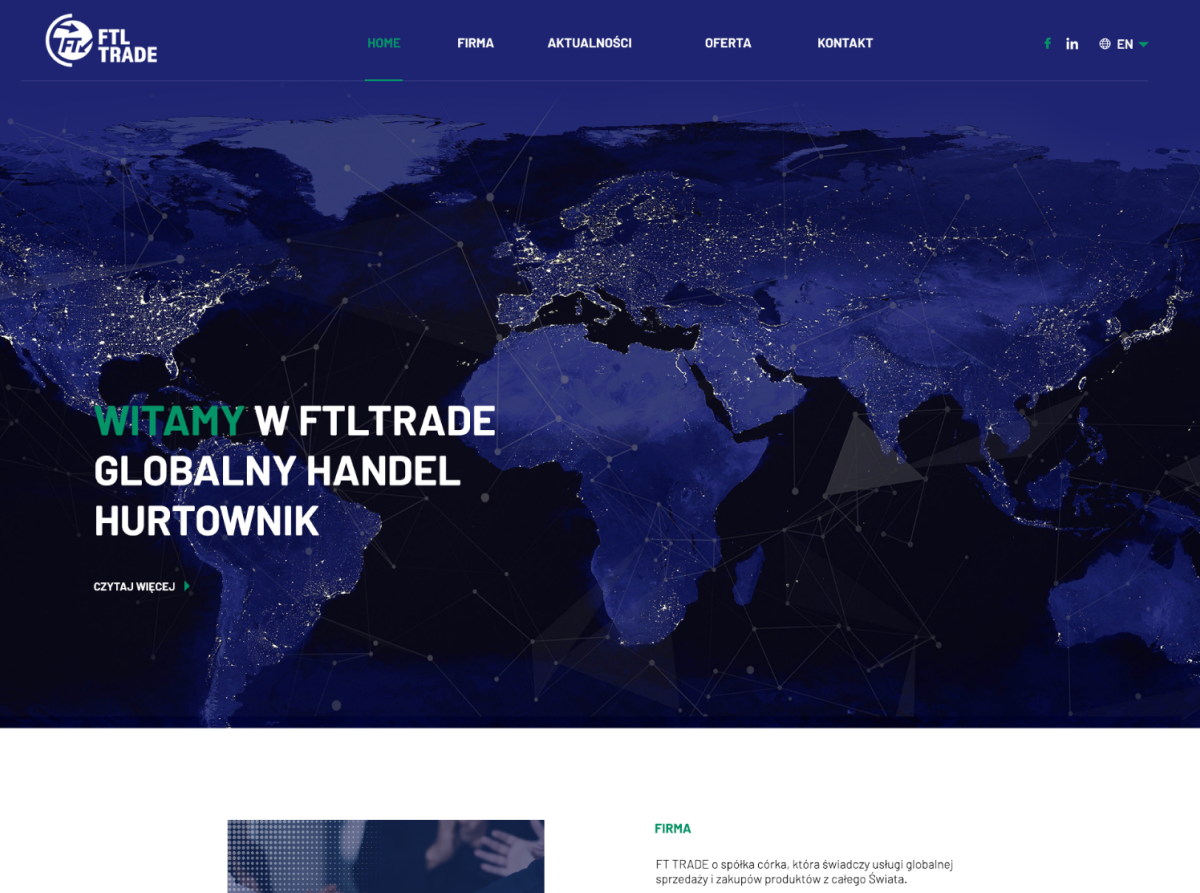 FTL
TRADE
FT
HOME FIRMA AKTUALNOŚCI OFERTA KONTAKT
f in EN
WITAMY W FTLTRADE
GLOBALNY HANDEL
HURTOWNIK
CZYTAJ WIĘCEJ
FIRMA
FT TRADE o spółka córka, która świadczy usługi globalnej
sprzedaży i zakupów produktów z całego Świata.